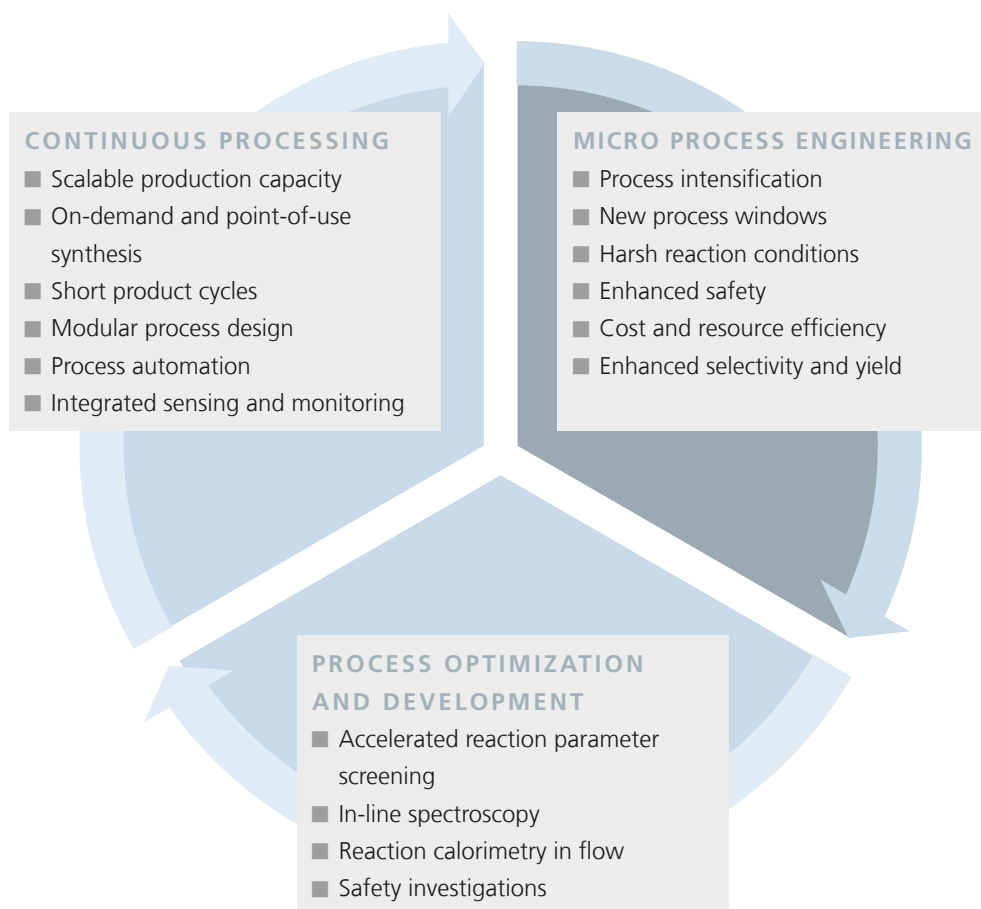 CONTINUOUS PROCESSING
Scalable production capacity
On-demand and point-of-use
synthesis
Short product cycles
Modular process design
Process automation
Integrated sensing and monitoring
MICRO PROCESS ENGINEERING
Process intensification
New process windows
Harsh reaction conditions
Enhanced safety
Cost and resource efficiency
Enhanced selectivity and yield
PROCESS OPTIMIZATION
AND DEVELOPMENT
Accelerated reaction parameter
screening
In-line spectroscopy
Reaction calorimetry in flow
Safety investigations